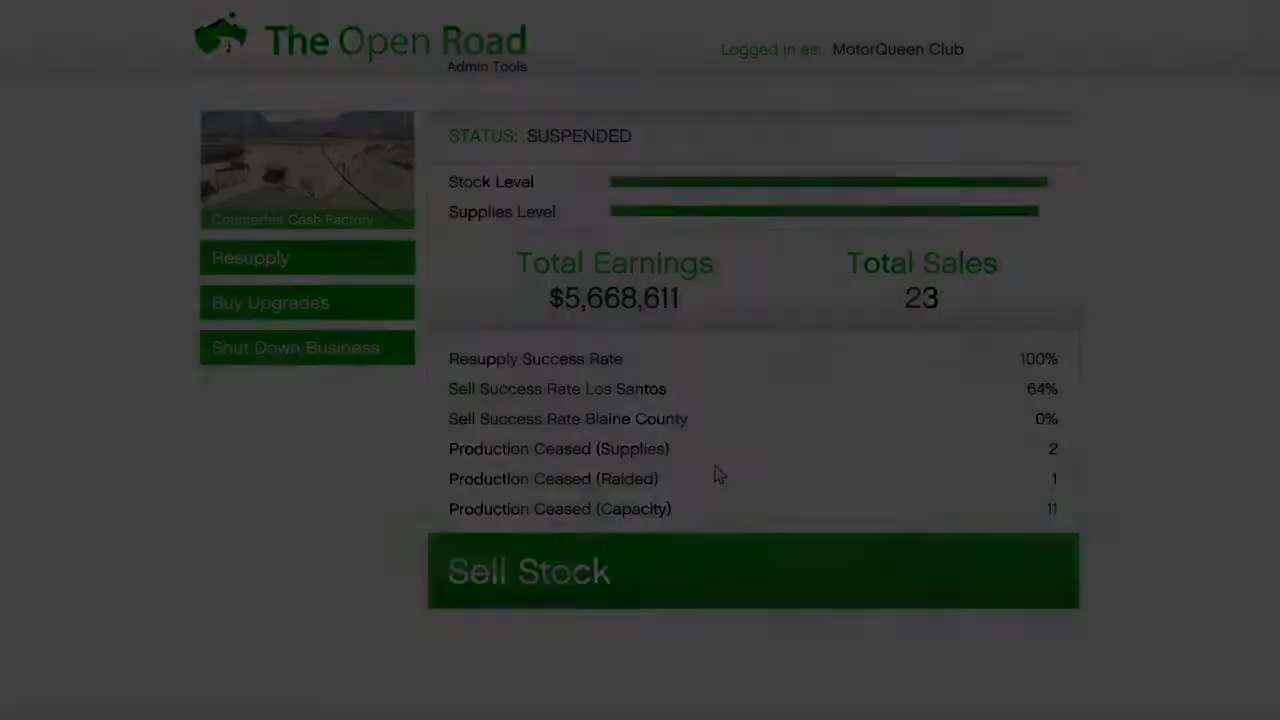 The Open Road
Admin Tools
Logged in as: MotorQueen Club
Counterfeit Cash Factory
Resupply
Buy Upgrades
Shut Down Business
STATUS: SUSPENDED
Stock Level
Supplies Level
Total Earnings
$5,668,611
Total Sales
23
Resupply Success Rate 100%
Sell Success Rate Los Santos 64%
Sell Success Rate Blaine County 0%
Production Ceased (Supplies) 2
Production Ceased (Raided) 1
Production Ceased (Capacity) 11
Sell Stock